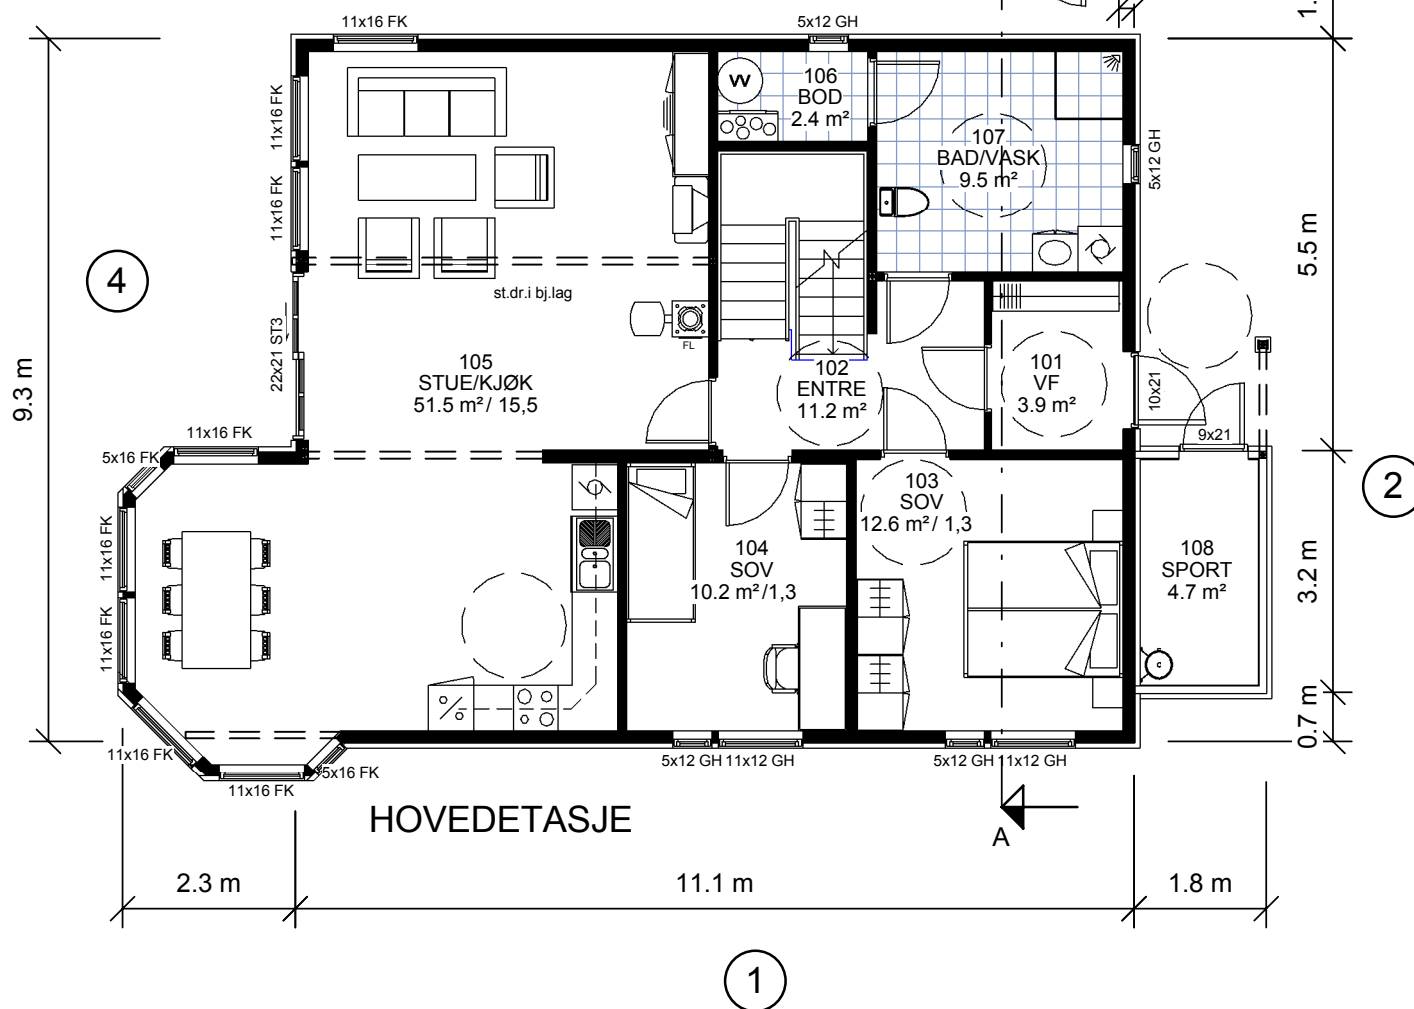 11x16 FK
5x12 GH
1.
106
BOD
2.4 m²
VV
11x16 FK
107
BAD/VASK
9.5 m²
5x12 GH
11x16 FK
5.5 m
4
st.dr.i bj.lag
22x21 ST3
FL
105
STUE/KJØK
51.5 m²/ 15,5
102
ENTRE
11.2 m²
101
VF
3.9 m²
10x21
9.3 m
11x16 FK
9x21
5x16 FK
103
SOV
12.6 m²/ 1,3
2
11x16 FK
104
SOV
10.2 m²/1,3
108
SPORT
4.7 m²
3.2 m
11x16 FK
0.7 m
11x16 FK
5x16 FK
11x16 FK
5x12 GH
11x12 GH
5x12 GH
11x12 GH
HOVEDETASJE
A
2.3 m
11.1 m
1.8 m
1